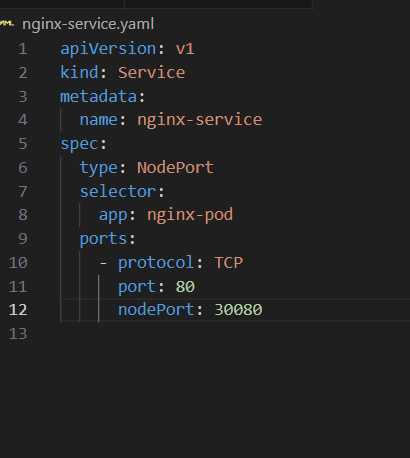 nginx-service.yaml
1 apiVersion: v1
2 kind: Service
3 metadata:
4   name: nginx-service
5 spec:
6   type: NodePort
7   selector:
8     app: nginx-pod
9   ports:
10     - protocol: TCP
11       port: 80
12       nodePort: 30080
13